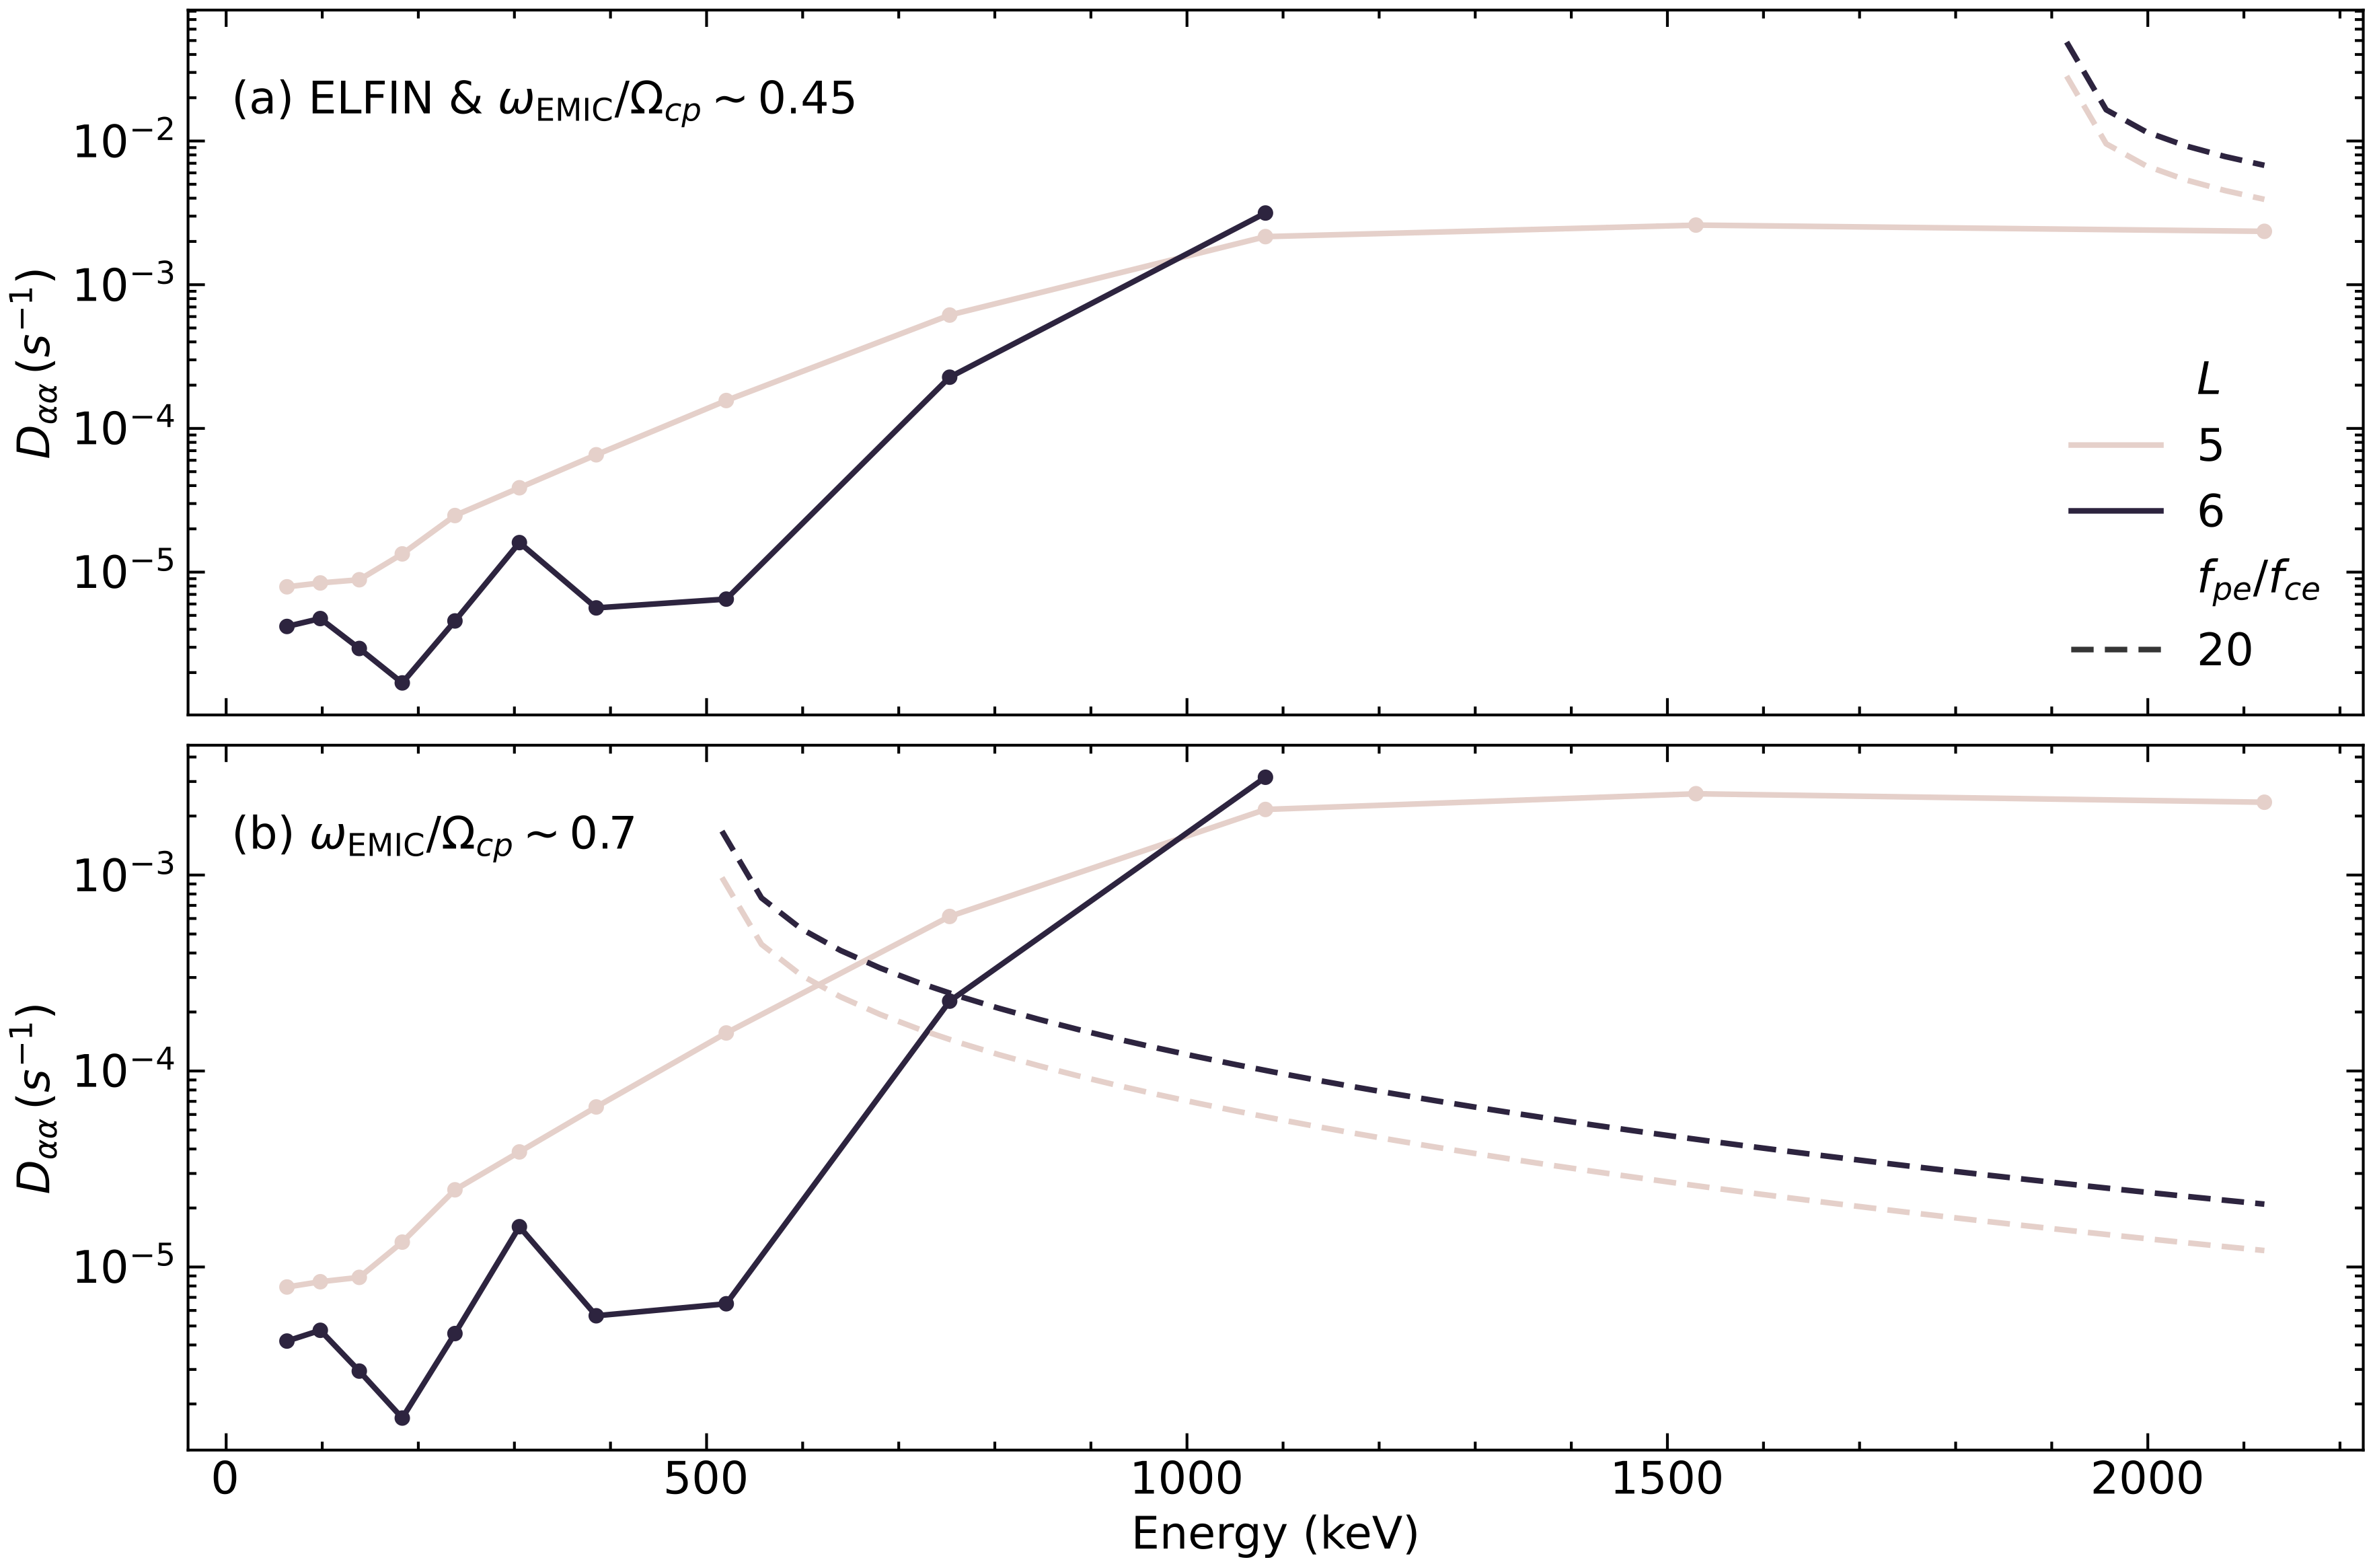 (a) ELFIN & ω_EMIC/Ω_cp ~ 0.45
10⁻²
10⁻³
10⁻⁴
10⁻⁵
D_αα (s⁻¹)
L
5
6
f_pe/f_ce
20
(b) ω_EMIC/Ω_cp ~ 0.7
10⁻³
10⁻⁴
10⁻⁵
D_αα (s⁻¹)
0 500 1000 1500 2000
Energy (keV)